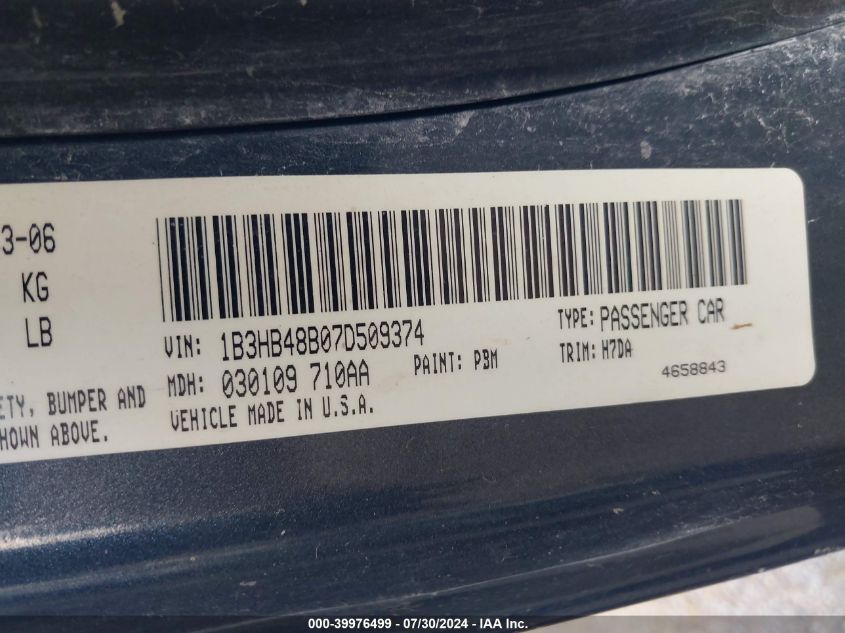 3-06
KG
LB
VIN: 1B3HB48B07D509374
TYPE: PASSENGER CAR
MDH: 030109 710AA
PAINT: PBM
TRIM: H7DA
VEHICLE MADE IN U.S.A.
4658843
ETY, BUMPER AND
HOWN ABOVE.
000-39976499 - 07/30/2024 - IAA Inc.